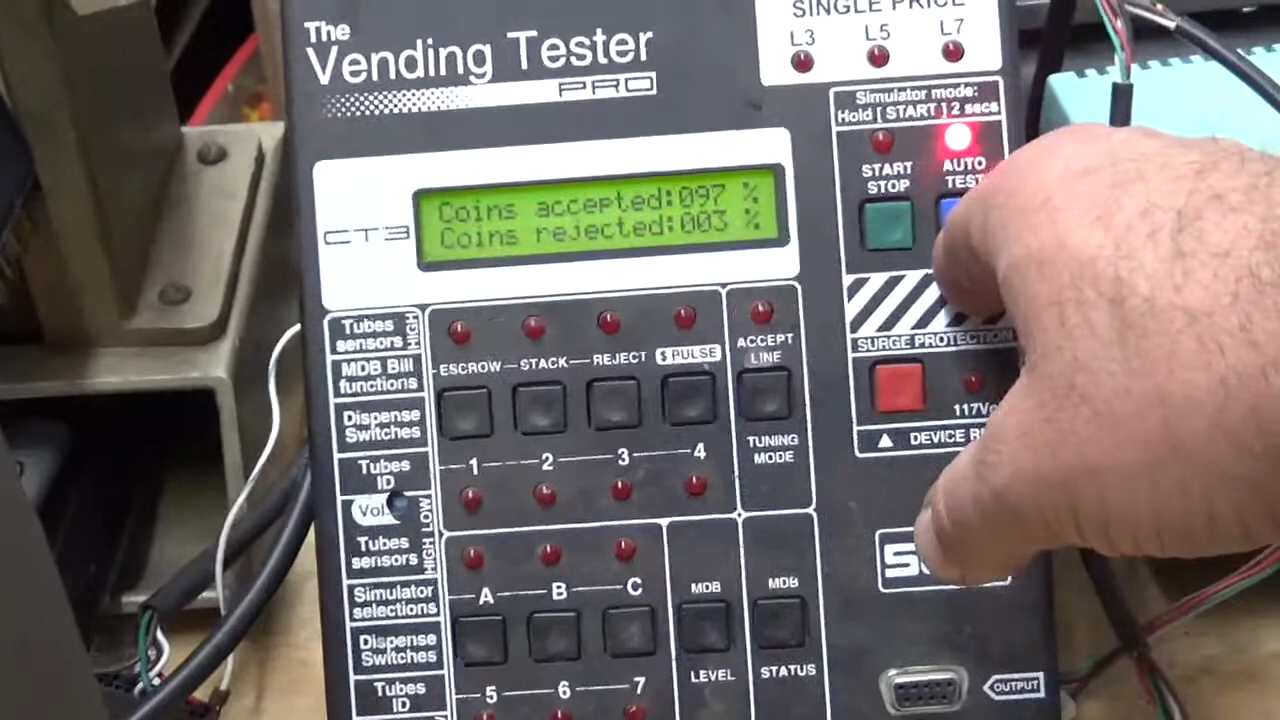 The
Vending Tester
PRO
SINGLE PRICE
L3 L5 L7
Simulator mode:
Hold [ START ] 2 secs
START
STOP
AUTO
TEST
Coins accepted:097 %
Coins rejected:003 %
CT3
SURGE PROTECTION
DEVICE
Tubes
sensors
HIGH
MDB Bill
functions
Dispense
Switches
Tubes
ID
Vol.
Tubes
sensors
HIGH LOW
Simulator
selections
Dispense
Switches
Tubes
ID
ESCROW STACK REJECT $ PULSE
1 2 3 4
ACCEPT
LINE
TUNING
MODE
A B C
5 6 7
MDB
LEVEL
MDB
STATUS
OUTPUT